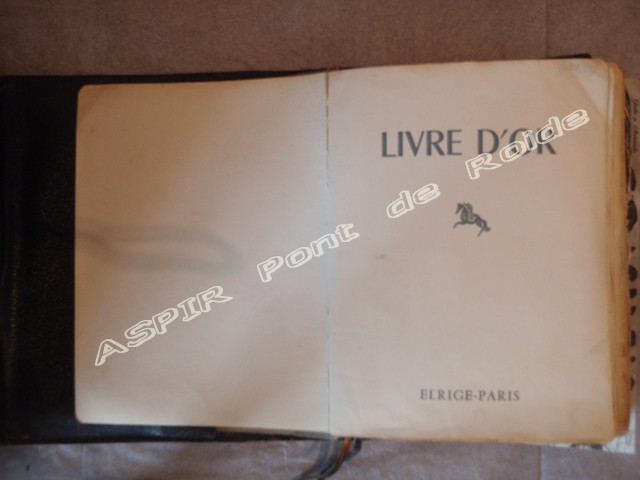 LIVRE D'OR
ASPIR Pont de Roide
ELRIGE-PARIS